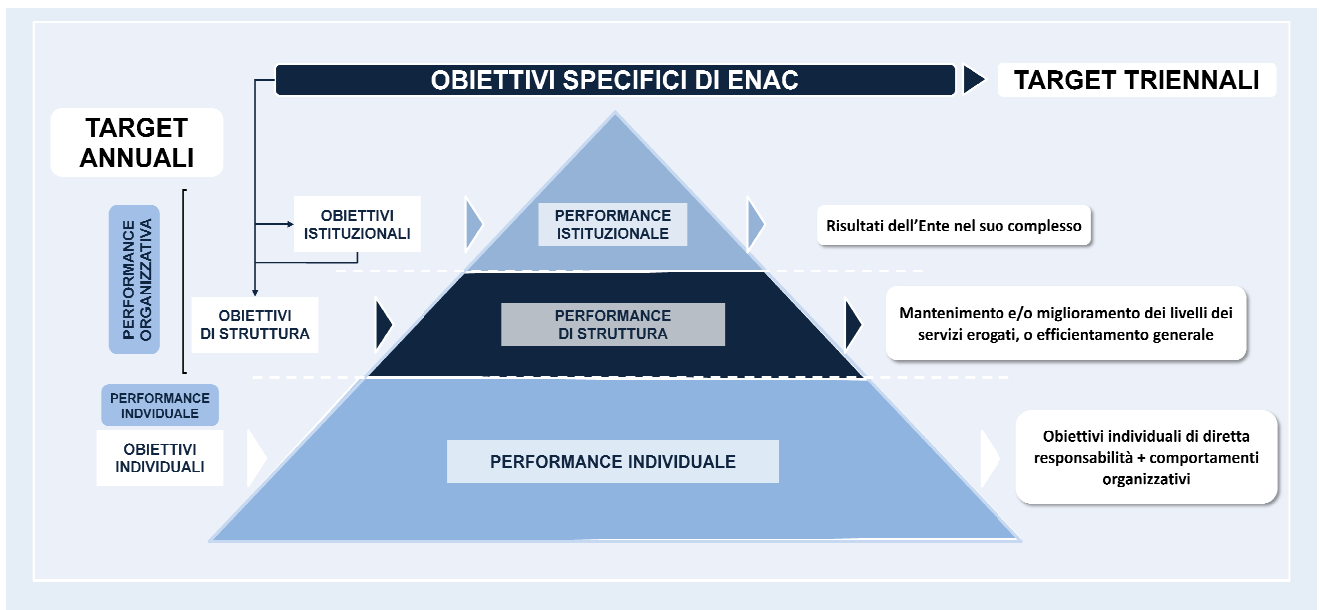 OBIETTIVI SPECIFICI DI ENAC
TARGET TRIENNALI
TARGET
ANNUALI
PERFORMANCE
ORGANIZZATIVA
OBIETTIVI
ISTITUZIONALI
PERFORMANCE
ISTITUZIONALE
Risultati dell'Ente nel suo complesso
OBIETTIVI
DI STRUTTURA
PERFORMANCE
DI STRUTTURA
Mantenimento e/o miglioramento dei livelli dei
servizi erogati, o efficientamento generale
PERFORMANCE
INDVIDUALE
OBIETTIVI
INDIVIDUALI
PERFORMANCE INDIVIDUALE
Obiettivi individuali di diretta
responsabilità + comportamenti
organizzativi